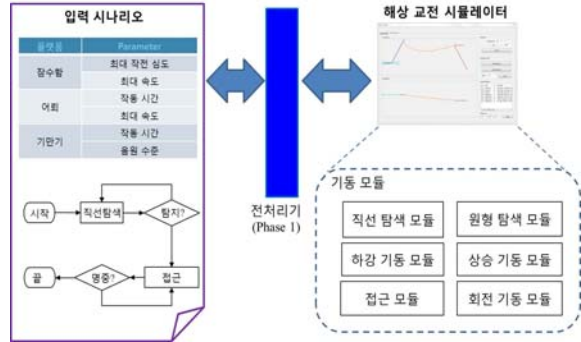 입력 시나리오
플랫폼 Parameter
잠수함 최대 작전 심도
최대 속도
어뢰 작동 시간
최대 속도
기만기 작동 시간
음원 수준
시작 직선탐색 탐지?
끝 명중? 접근
전처리기
(Phase 1)
해상 교전 시뮬레이터
기동 모듈
직선 탐색 모듈 원형 탐색 모듈
하강 기동 모듈 상승 기동 모듈
접근 모듈 회전 기동 모듈